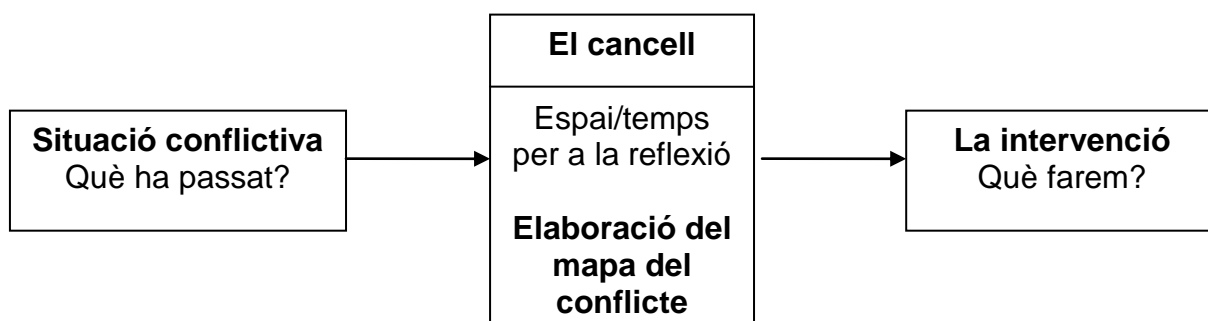 Situació conflictiva
Què ha passat?
El cancell
Espai/temps
per a la reflexió
Elaboració del
mapa del
conflicte
La intervenció
Què farem?